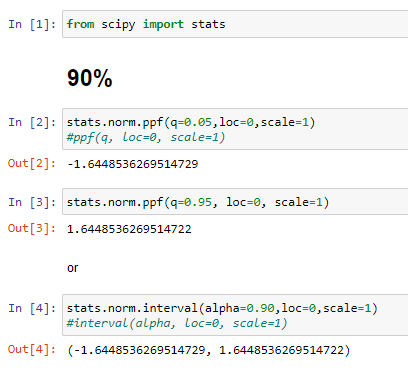 In [1]: from scipy import stats
90%
In [2]: stats.norm.ppf(q=0.05,loc=0,scale=1)
#ppf(q, loc=0, scale=1)
Out[2]: -1.6448536269514729
In [3]: stats.norm.ppf(q=0.95, loc=0, scale=1)
Out[3]: 1.6448536269514722
or
In [4]: stats.norm.interval(alpha=0.90,loc=0,scale=1)
#interval(alpha, loc=0, scale=1)
Out[4]: (-1.6448536269514729, 1.6448536269514722)